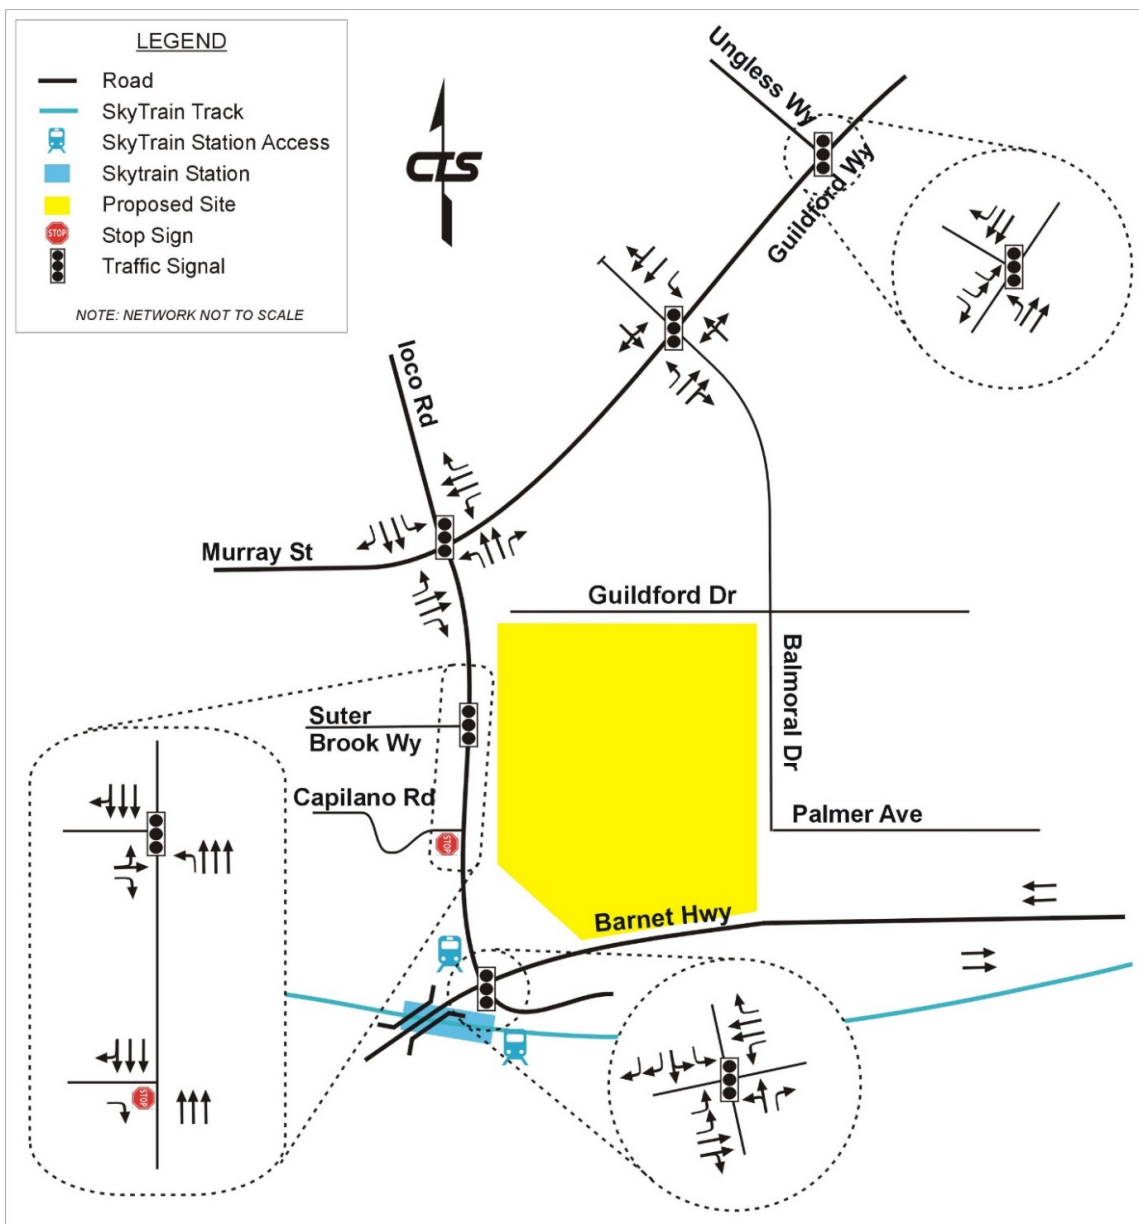 LEGEND
Road
SkyTrain Track
SkyTrain Station Access
Skytrain Station
Proposed Site
STOP
Stop Sign
Traffic Signal
NOTE: NETWORK NOT TO SCALE
CTS
Ungless Wy
Guildford Wy
Ioco Rd
Murray St
Guildford Dr
Balmoral Dr
Suter
Brook Wy
Capilano Rd
STOP
Palmer Ave
Barnet Hwy
STOP